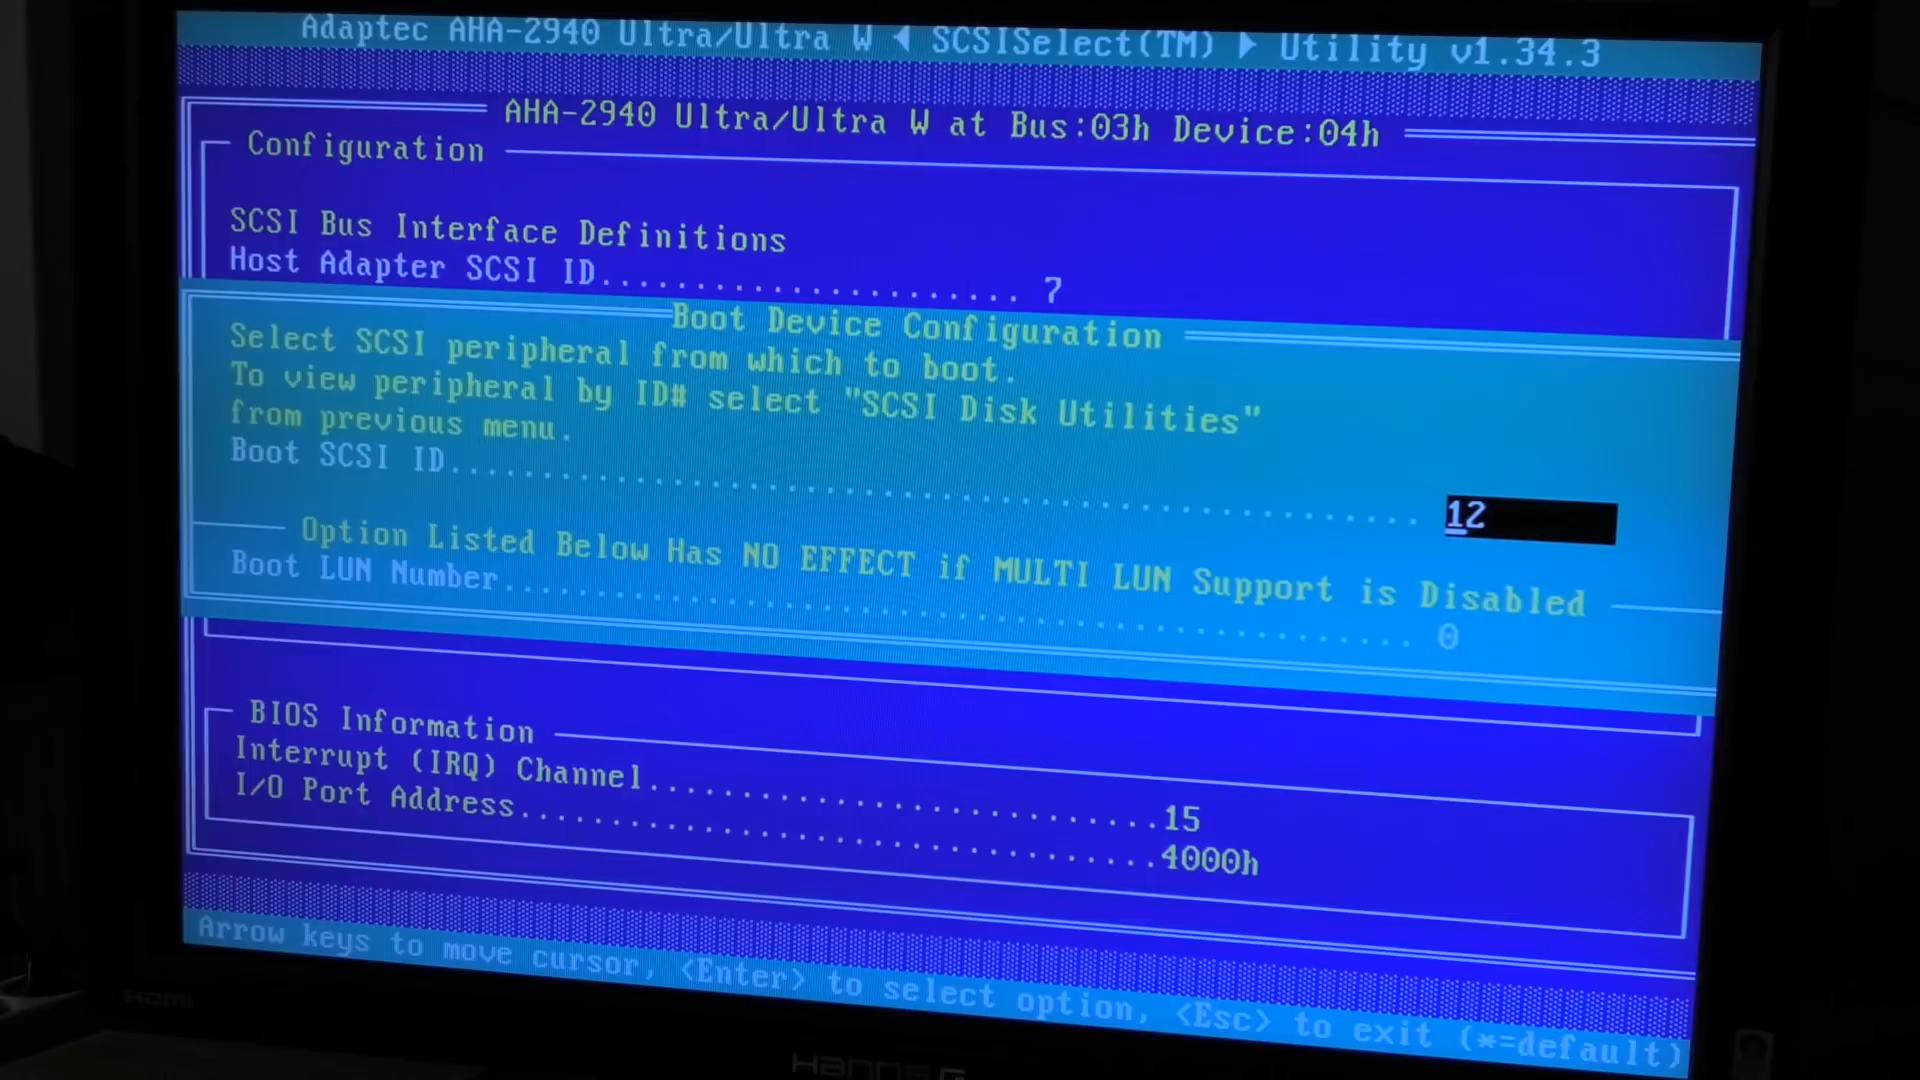 Adaptec AHA-2940 Ultra/Ultra W ◄ SCSISelect(TM) ► Utility v1.34.3
AHA-2940 Ultra/Ultra W at Bus:03h Device:04h
Configuration
SCSI Bus Interface Definitions
Host Adapter SCSI ID....................... 7
Boot Device Configuration
Select SCSI peripheral from which to boot.
To view peripheral by ID# select "SCSI Disk Utilities"
from previous menu.
Boot SCSI ID........................................... 12
Option Listed Below Has NO EFFECT if MULTI LUN Support is Disabled
Boot LUN Number........................................ 0
BIOS Information
Interrupt (IRQ) Channel.......................15
I/O Port Address............................4000h
Arrow keys to move cursor, <Enter> to select option, <Esc> to exit (*=default)
HDMI
HANNS.G